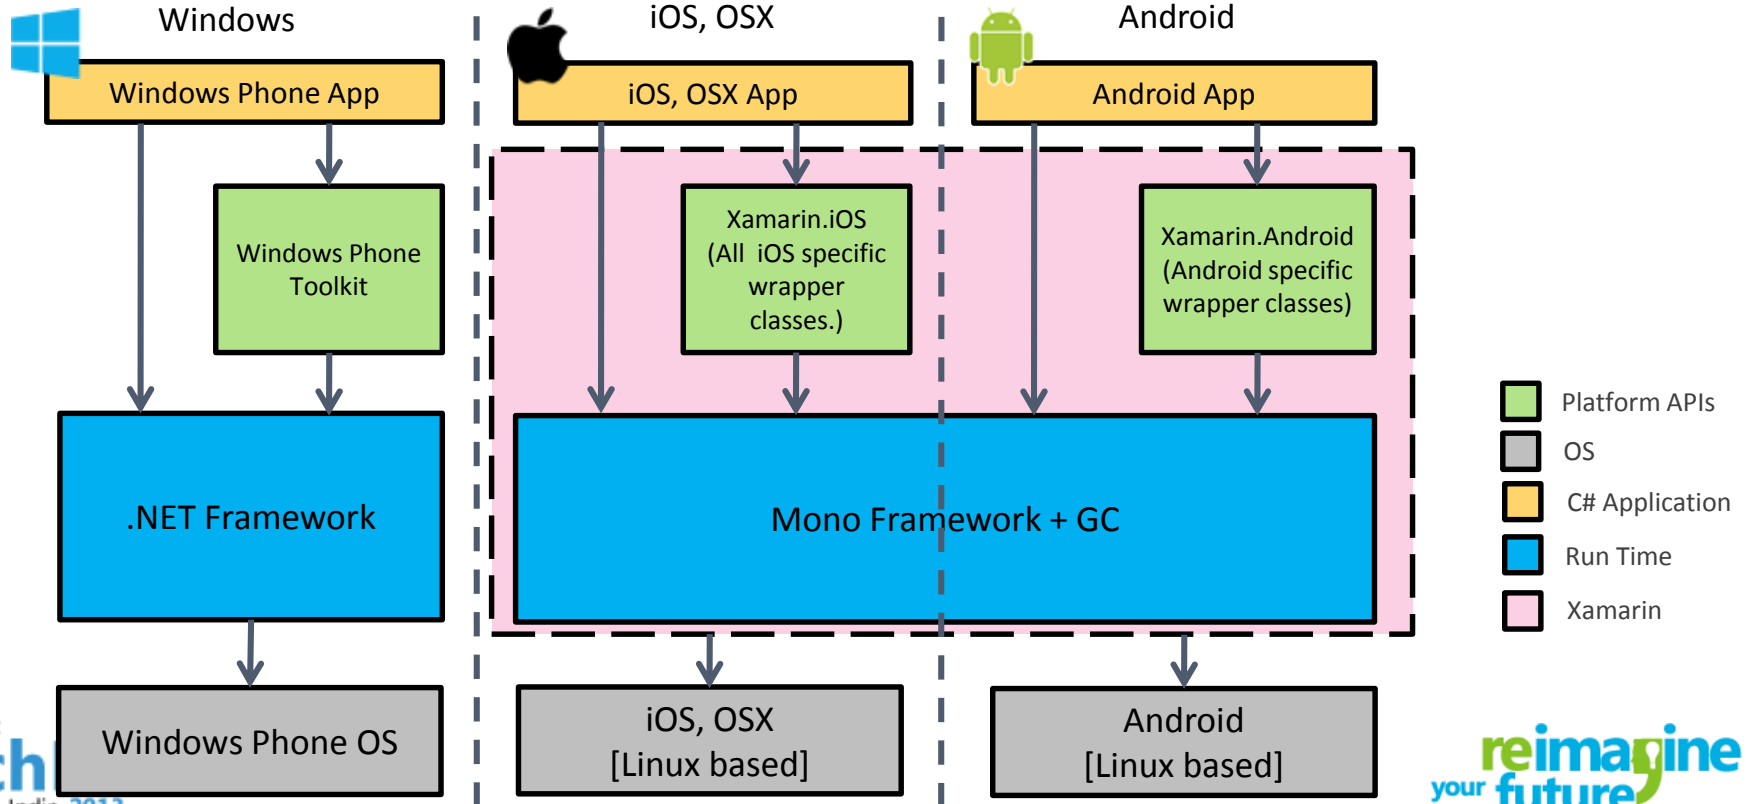 Windows
iOS, OSX
Android
Windows Phone App
iOS, OSX App
Android App
Windows Phone
Toolkit
Xamarin.iOS
(All iOS specific
wrapper
classes.)
Xamarin.Android
(Android specific
wrapper classes)
.NET Framework
Mono Framework + GC
Windows Phone OS
iOS, OSX
[Linux based]
Android
[Linux based]
Platform APIs
OS
C# Application
Run Time
Xamarin
India 2013
reimagine
your future